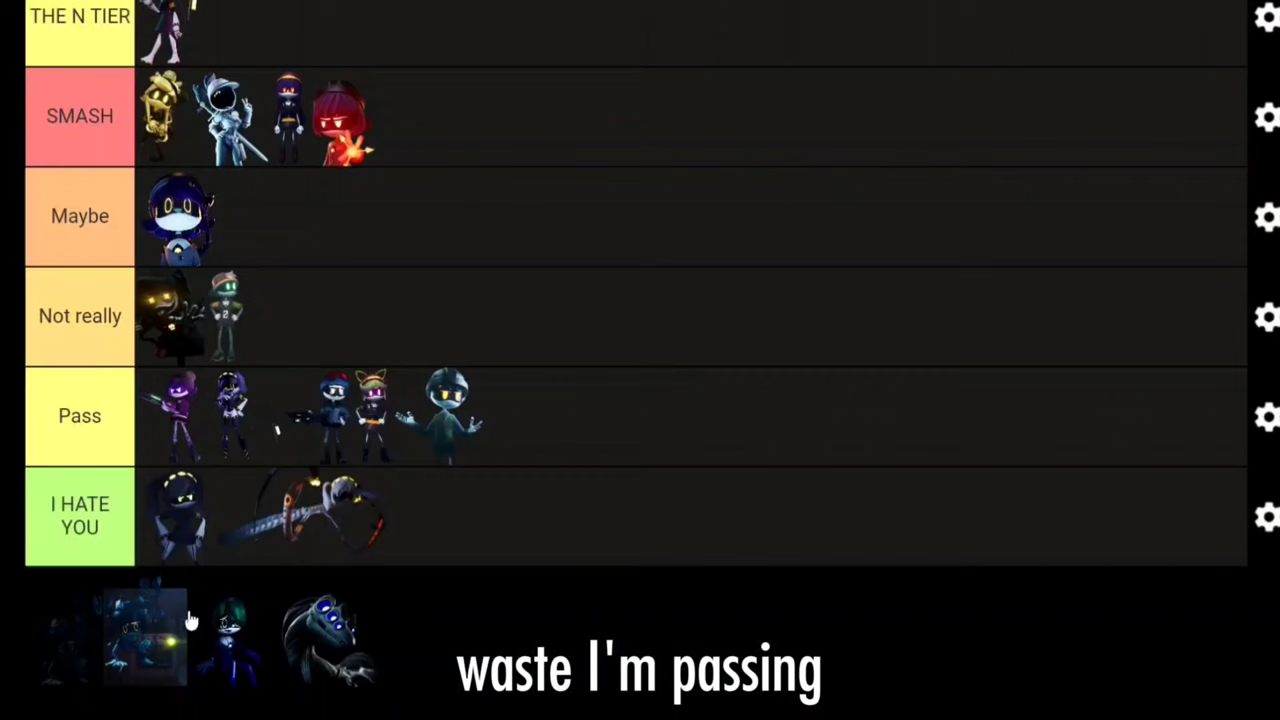 THE N TIER
SMASH
Maybe
Not really
Pass
I HATE
YOU
waste I'm passing